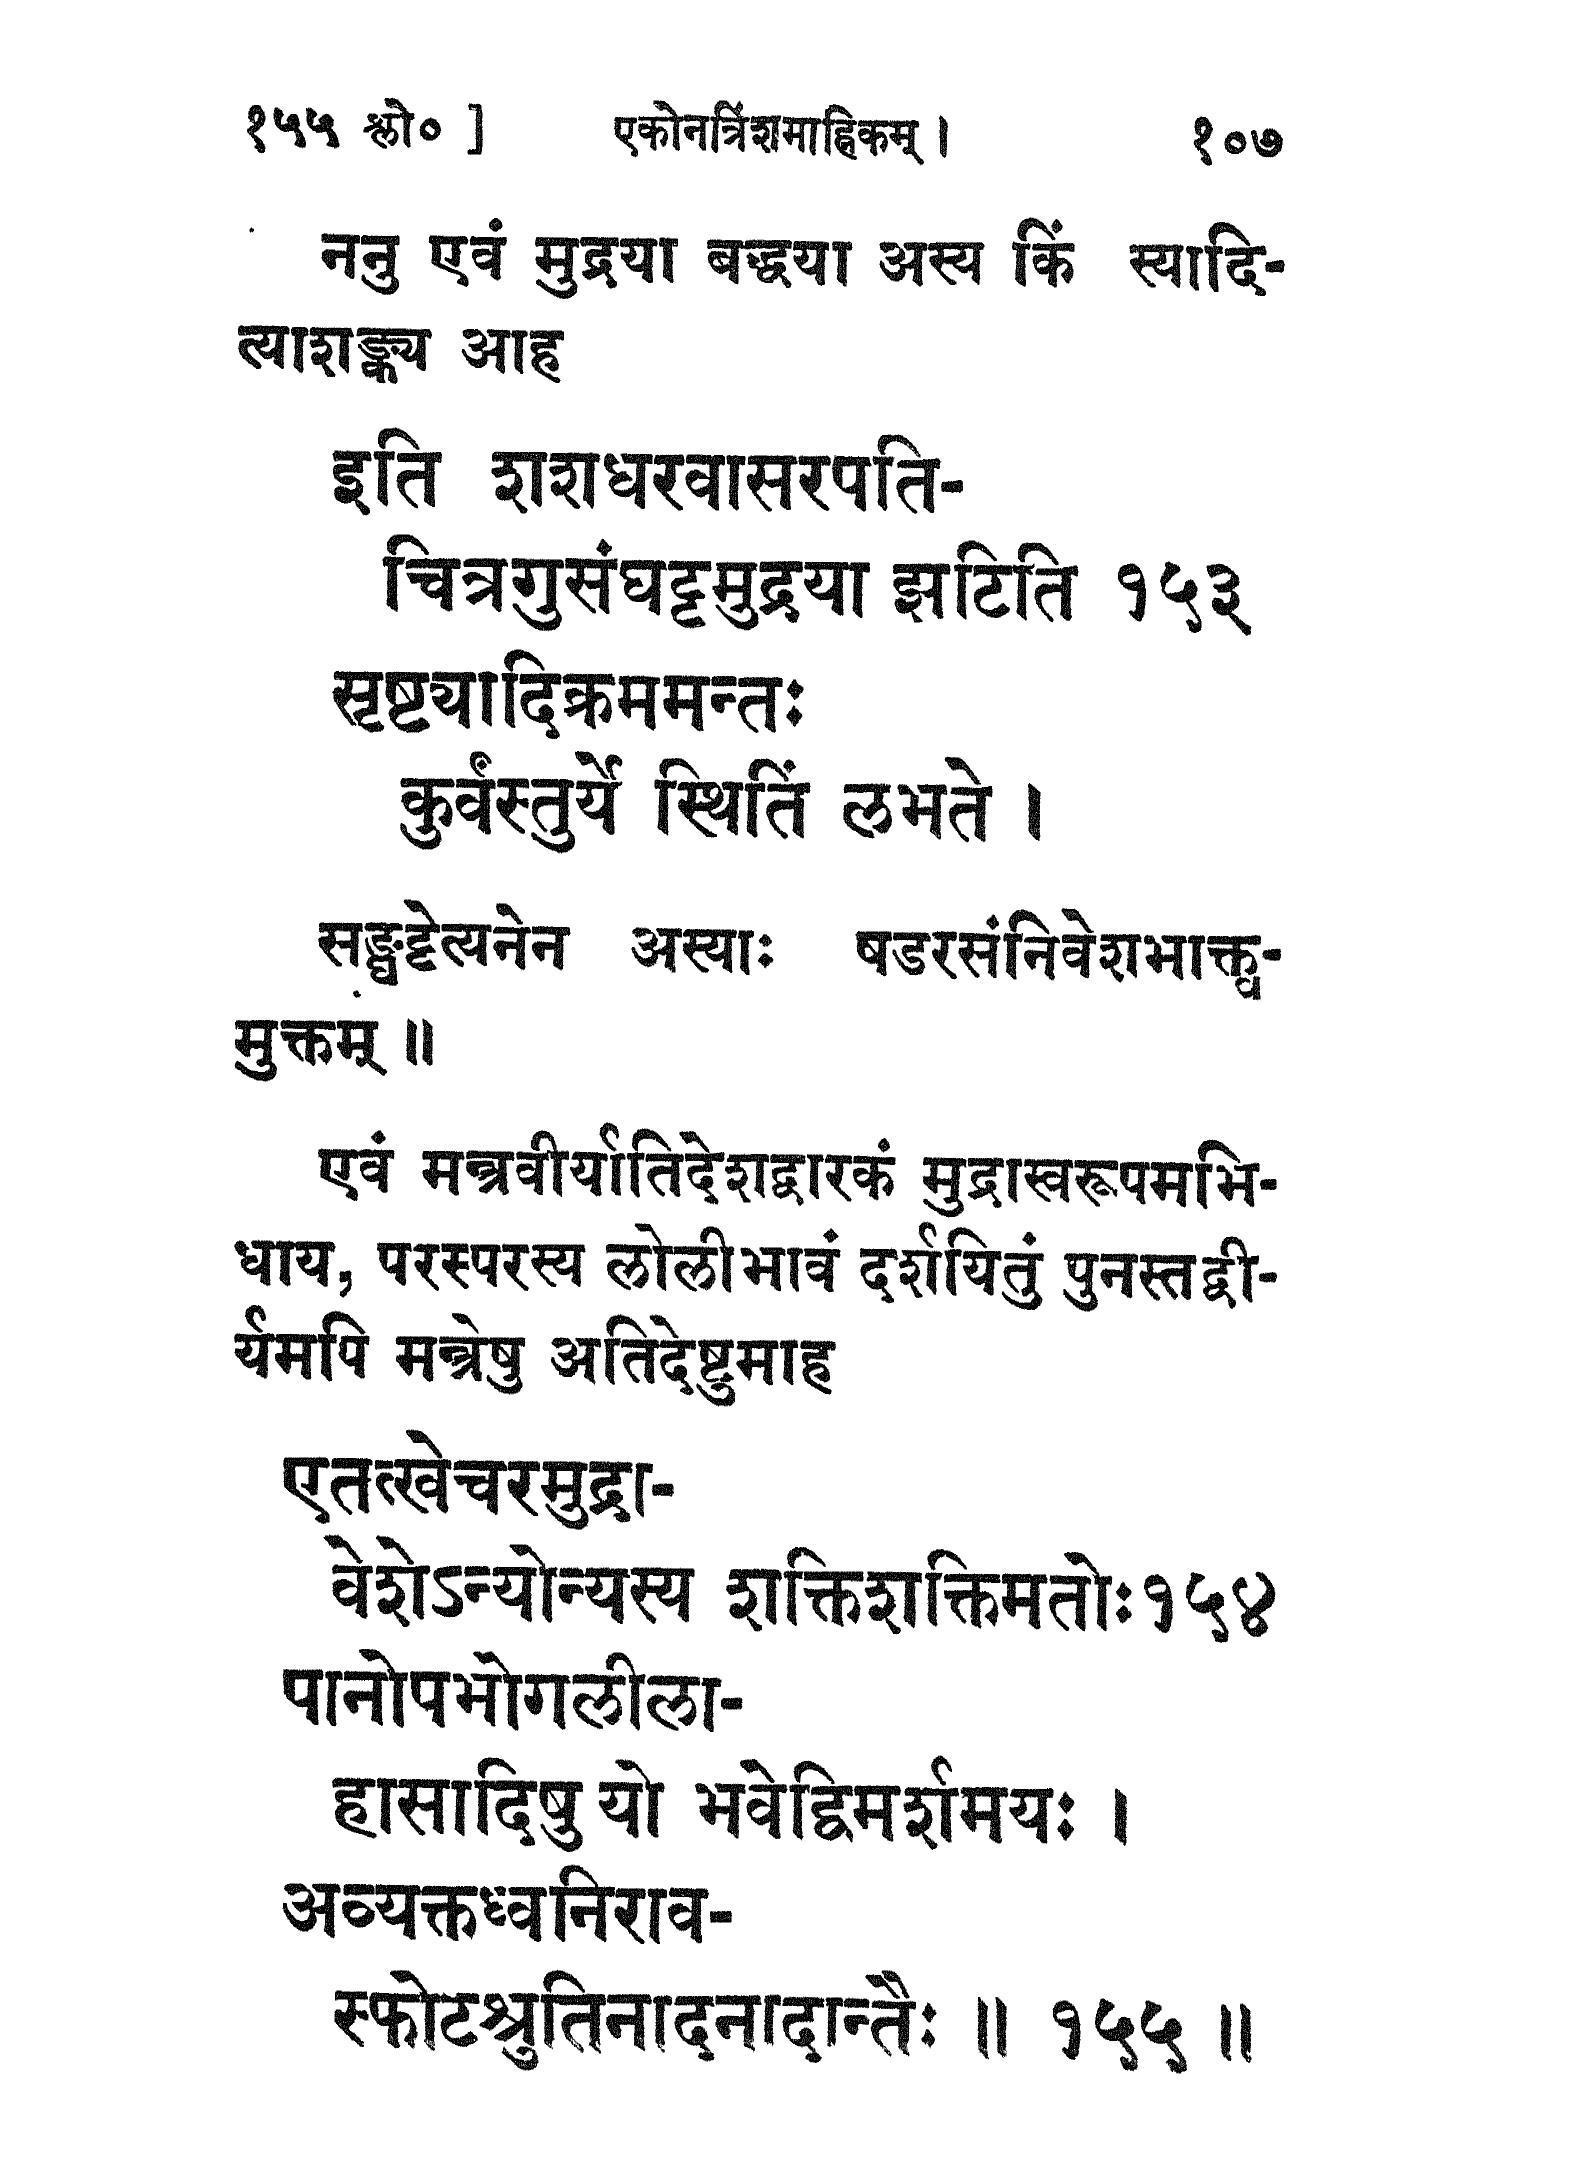 १५५ श्लो० ] एकोनत्रिंशमाह्निकम् । १०७
ननु एवं मुद्रया बद्धया अस्य किं स्यादि-
त्याशङ्क्य आह
इति शशधरवासरपति-
चित्रगुसंघट्टमुद्रया झटिति १५३
सृष्ट्यादिक्रममन्तः
कुर्वंस्तुर्ये स्थितिं लभते ।
सङ्घट्टेत्यनेन अस्याः षडरसंनिवेशभाक्त्व-
मुक्तम् ॥
एवं मन्त्रवीर्यातिदेशद्वारकं मुद्रास्वरूपमभि-
धाय, परस्परस्य लोलीभावं दर्शयितुं पुनस्तद्वी-
र्यमपि मन्त्रेषु अतिदेष्टुमाह
एतत्खेचरमुद्रा-
वेशेऽन्योन्यस्य शक्तिशक्तिमतोः१५४
पानोपभोगलीला-
हासादिषु यो भवेद्विमर्शमयः ।
अव्यक्तध्वनिराव-
स्फोटश्रुतिनादनादान्तैः ॥ १५५ ॥